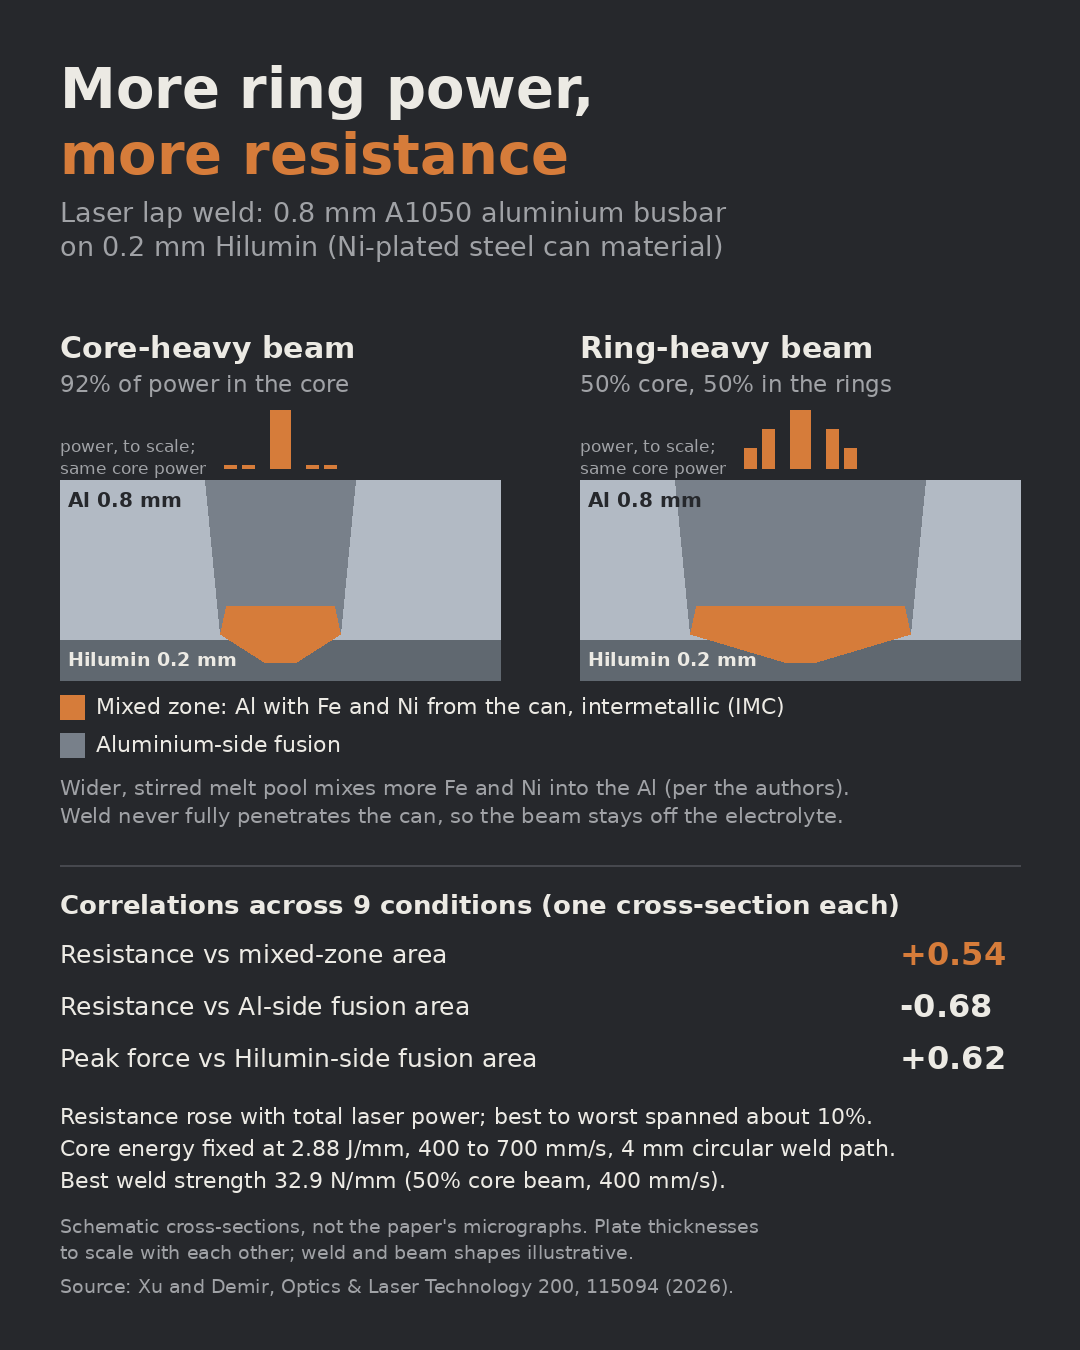 More ring power,
more resistance
Laser lap weld: 0.8 mm A1050 aluminium busbar
on 0.2 mm Hilumin (Ni-plated steel can material)
Core-heavy beam
92% of power in the core
power, to scale;
same core power
Al 0.8 mm
Hilumin 0.2 mm
Ring-heavy beam
50% core, 50% in the rings
power, to scale;
same core power
Al 0.8 mm
Hilumin 0.2 mm
Mixed zone: Al with Fe and Ni from the can, intermetallic (IMC)
Aluminium-side fusion
Wider, stirred melt pool mixes more Fe and Ni into the Al (per the authors).
Weld never fully penetrates the can, so the beam stays off the electrolyte.
Correlations across 9 conditions (one cross-section each)
Resistance vs mixed-zone area +0.54
Resistance vs Al-side fusion area -0.68
Peak force vs Hilumin-side fusion area +0.62
Resistance rose with total laser power; best to worst spanned about 10%.
Core energy fixed at 2.88 J/mm, 400 to 700 mm/s, 4 mm circular weld path.
Best weld strength 32.9 N/mm (50% core beam, 400 mm/s).
Schematic cross-sections, not the paper's micrographs. Plate thicknesses
to scale with each other; weld and beam shapes illustrative.
Source: Xu and Demir, Optics & Laser Technology 200, 115094 (2026).